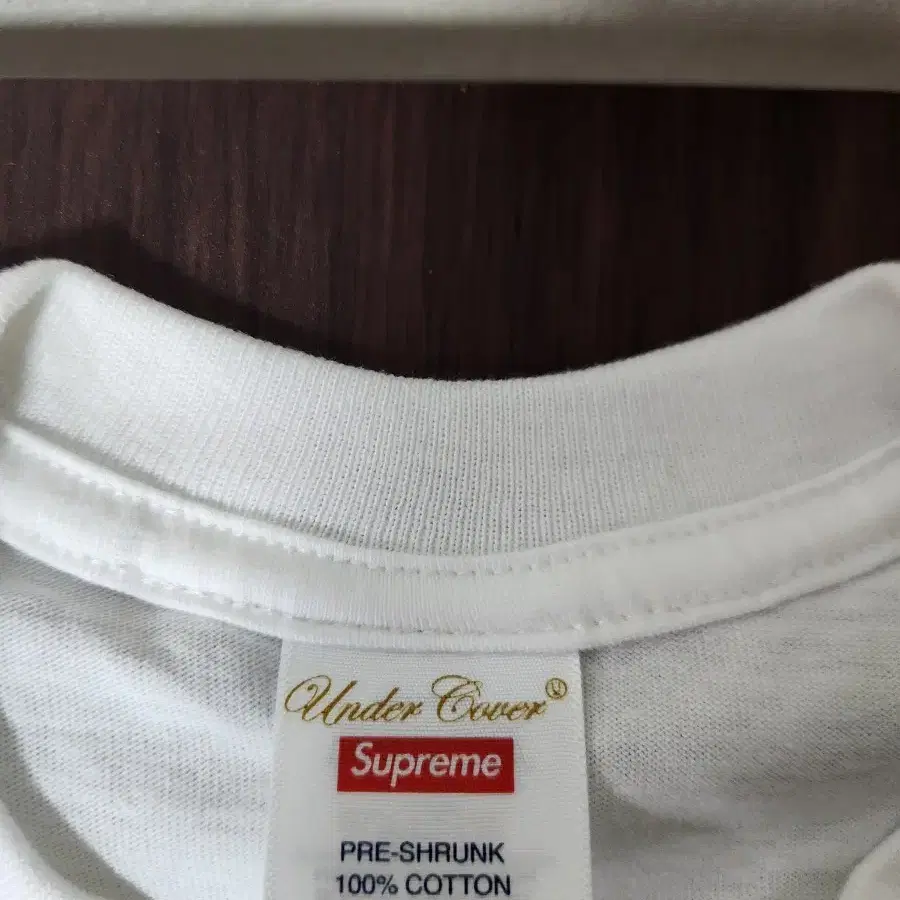 Under Cover®
Supreme
PRE-SHRUNK
100% COTTON